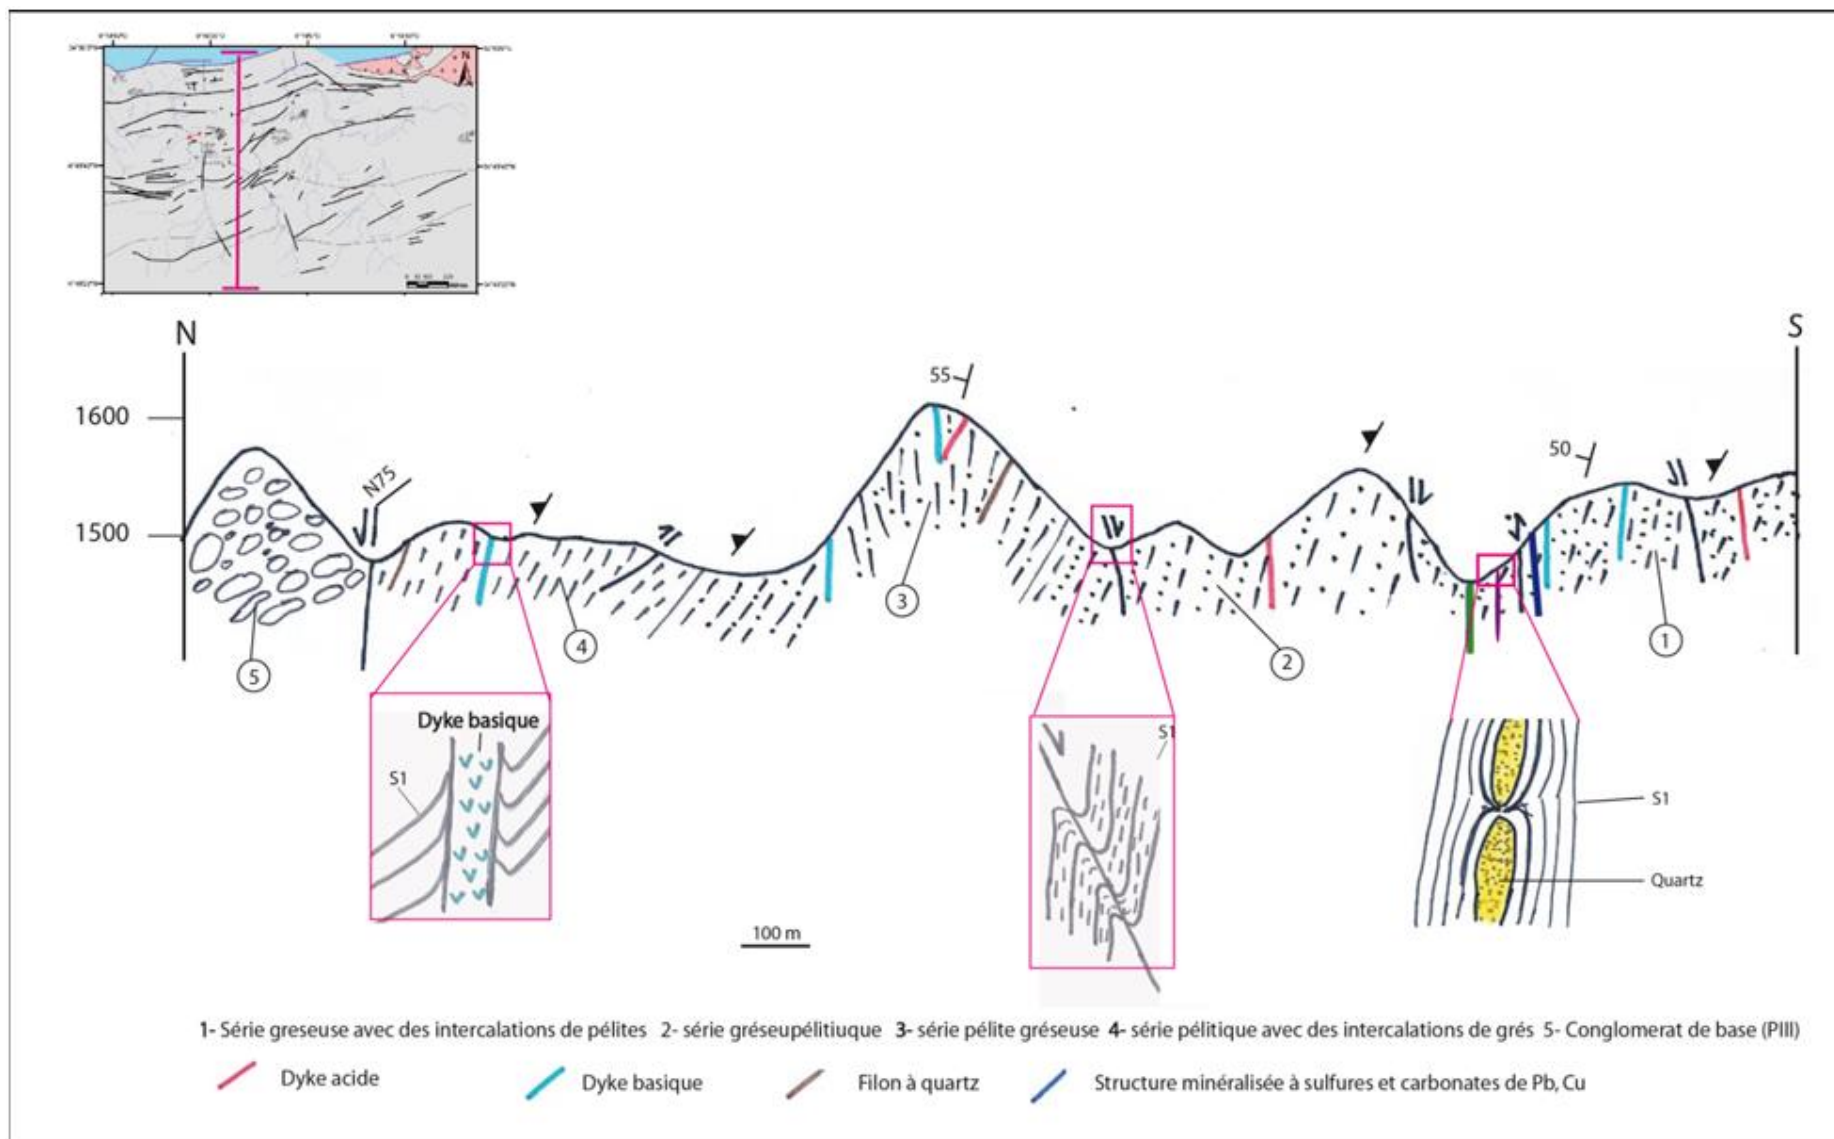 N
N
S
1600
1500
N75
55
50
5
4
3
2
1
Dyke basique
S1
S1
S1
Quartz
100 m
1- Série greseuse avec des intercalations de pélites 2- série gréseupélitiuque 3- série pélite gréseuse 4- série pélitique avec des intercalations de grés 5- Conglomerat de base (PIII)
Dyke acide Dyke basique Filon à quartz Structure minéralisée à sulfures et carbonates de Pb, Cu